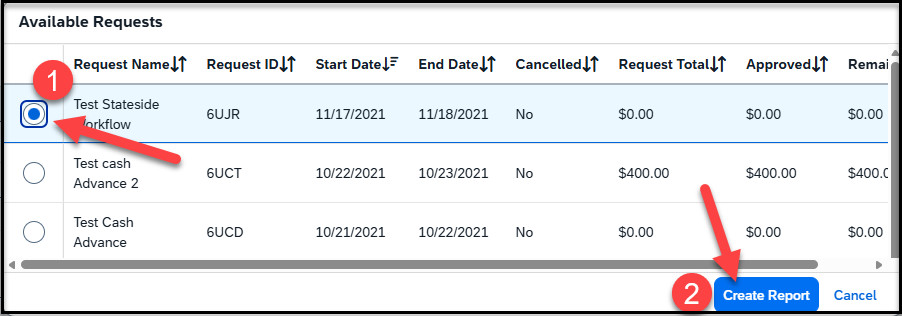 Available Requests
Request Name Request ID Start Date End Date Cancelled Request Total Approved Remai
1
Test Stateside
Workflow
6UJR 11/17/2021 11/18/2021 No $0.00 $0.00 $0.00
Test cash
Advance 2
6UCT 10/22/2021 10/23/2021 No $400.00 $400.00 $400.0
Test Cash
Advance
6UCD 10/21/2021 10/22/2021 No $0.00 $0.00 $0.00
2 Create Report Cancel